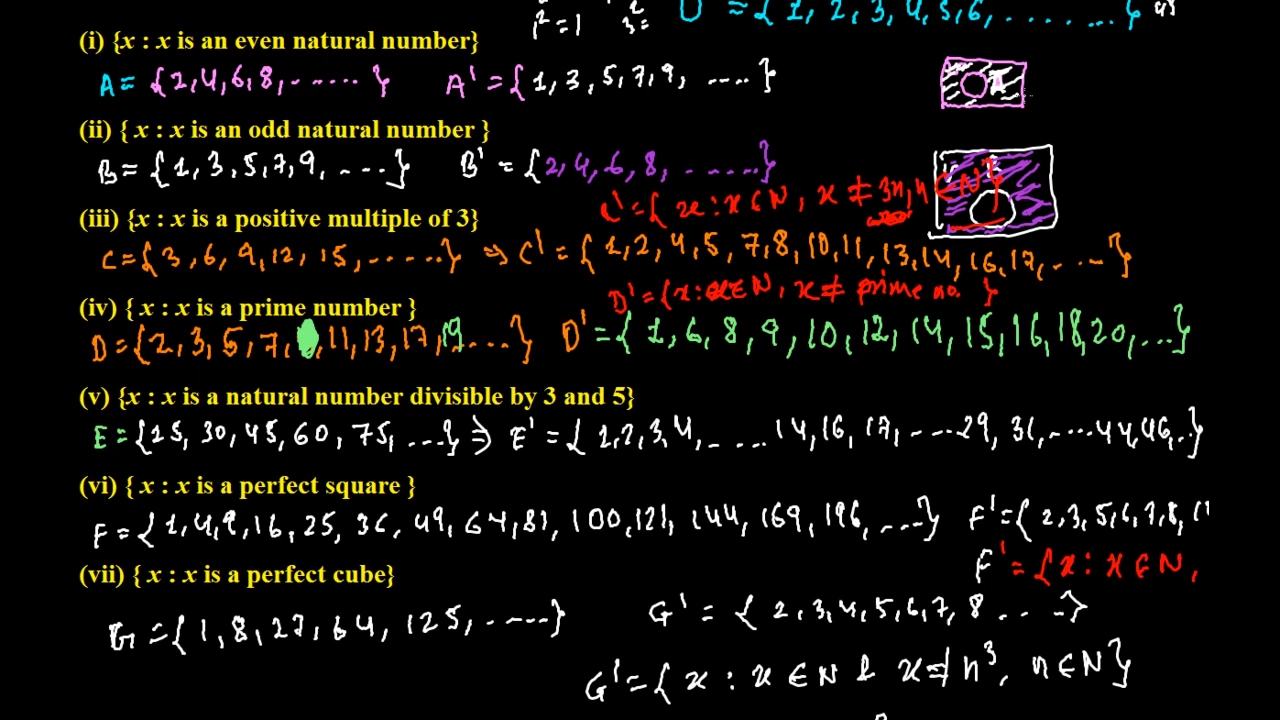 1² = 1 2 3 = U = { 1, 2, 3, 4, 5, 6, . . . . . . . . . } as
(i) {x : x is an even natural number}
A = {2, 4, 6, 8, . . . . . . . } A' = {1, 3, 5, 7, 9, . . . . . }
A
(ii) { x : x is an odd natural number }
B = {1, 3, 5, 7, 9, . . . . . } B' = {2, 4, 6, 8, . . . . . . .}
C' = { x : x ∈ N, x ≠ 3n, n ∈ N }
(iii) {x : x is a positive multiple of 3}
C = {3, 6, 9, 12, 15, . . . . . . .} ⇒ C' = { 1, 2, 4, 5, 7, 8, 10, 11, 13, 14, 16, 17, . . . . }
D' = {x : x ∈ N, x ≠ prime no. }
(iv) { x : x is a prime number }
D = {2, 3, 5, 7, 11, 13, 17, 19, . . . . } D' = { 1, 6, 8, 9, 10, 12, 14, 15, 16, 18, 20, . . . }
(v) {x : x is a natural number divisible by 3 and 5}
E = {15, 30, 45, 60, 75, . . . . .} ⇒ E' = { 1, 2, 3, 4, . . . . . 14, 16, 17, . . . . . 29, 31, . . . . . 44, 46, . . }
(vi) { x : x is a perfect square }
F = { 1, 4, 9, 16, 25, 36, 49, 64, 81, 100, 121, 144, 169, 196, . . . . .} F' = { 2, 3, 5, 6, 7, 8, 1
F' = {x : x ∈ N,
(vii) { x : x is a perfect cube}
G = {1, 8, 27, 64, 125, . . . . . . } G' = { 2, 3, 4, 5, 6, 7, 8 . . . . }
G' = { x : x ∈ N & x ≠ n³, n ∈ N }